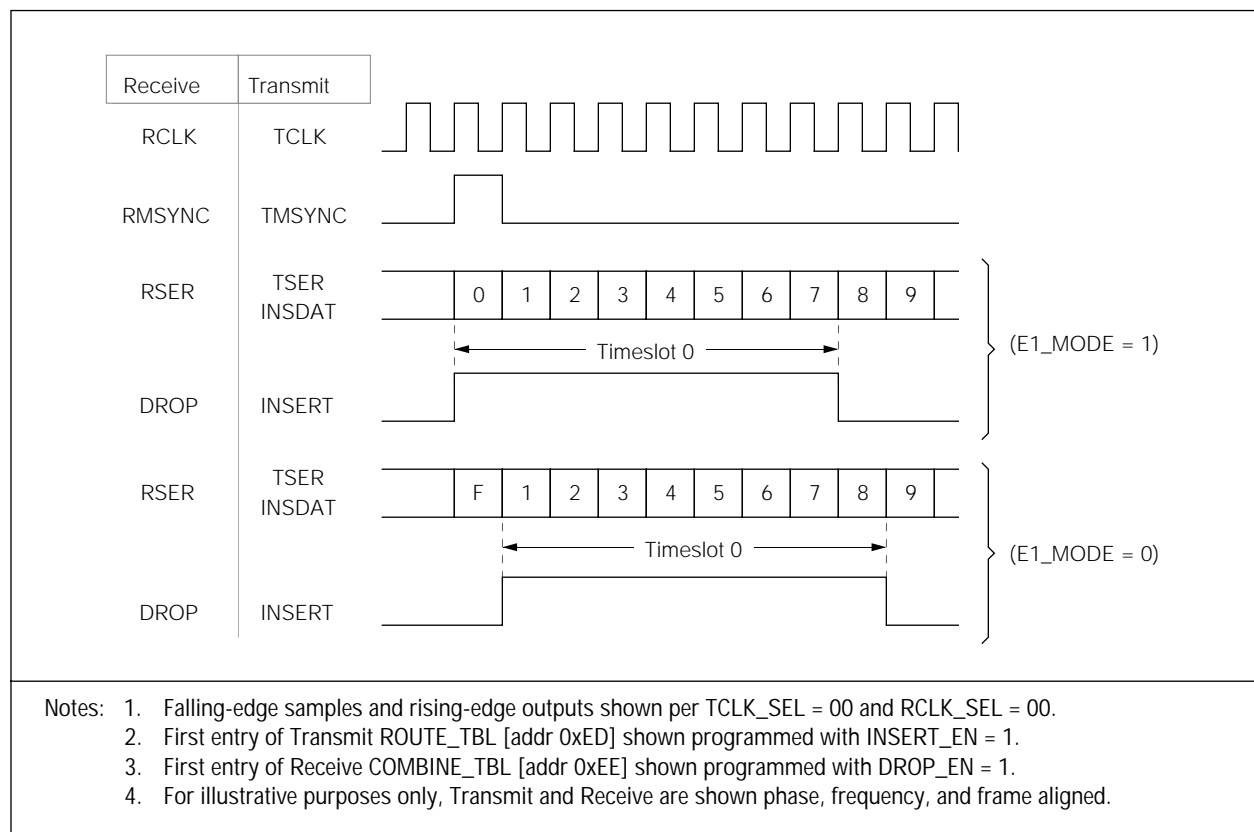 Receive Transmit
RCLK TCLK
RMSYNC TMSYNC
RSER TSER
INSDAT
0 1 2 3 4 5 6 7 8 9
Timeslot 0
(E1_MODE = 1)
DROP INSERT
RSER TSER
INSDAT
F 1 2 3 4 5 6 7 8 9
Timeslot 0
(E1_MODE = 0)
DROP INSERT
Notes: 1. Falling-edge samples and rising-edge outputs shown per TCLK_SEL = 00 and RCLK_SEL = 00.
2. First entry of Transmit ROUTE_TBL [addr 0xED] shown programmed with INSERT_EN = 1.
3. First entry of Receive COMBINE_TBL [addr 0xEE] shown programmed with DROP_EN = 1.
4. For illustrative purposes only, Transmit and Receive are shown phase, frequency, and frame aligned.